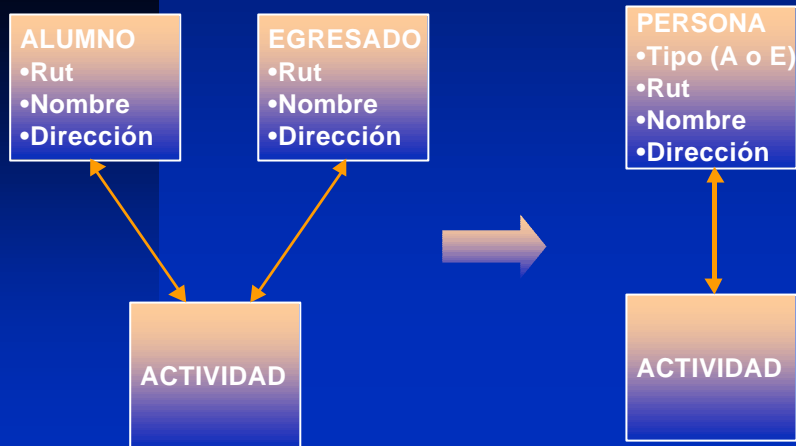 ALUMNO
•Rut
•Nombre
•Dirección
EGRESADO
•Rut
•Nombre
•Dirección
PERSONA
•Tipo (A o E)
•Rut
•Nombre
•Dirección
ACTIVIDAD
ACTIVIDAD